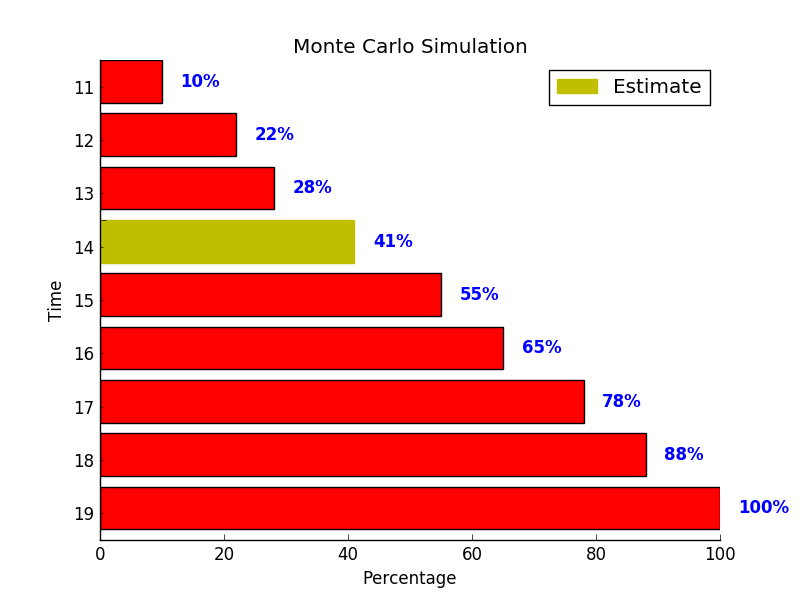 Monte Carlo Simulation
Estimate
11 10%
12 22%
13 28%
14 41%
15 55%
16 65%
17 78%
18 88%
19 100%
Time
0 20 40 60 80 100
Percentage